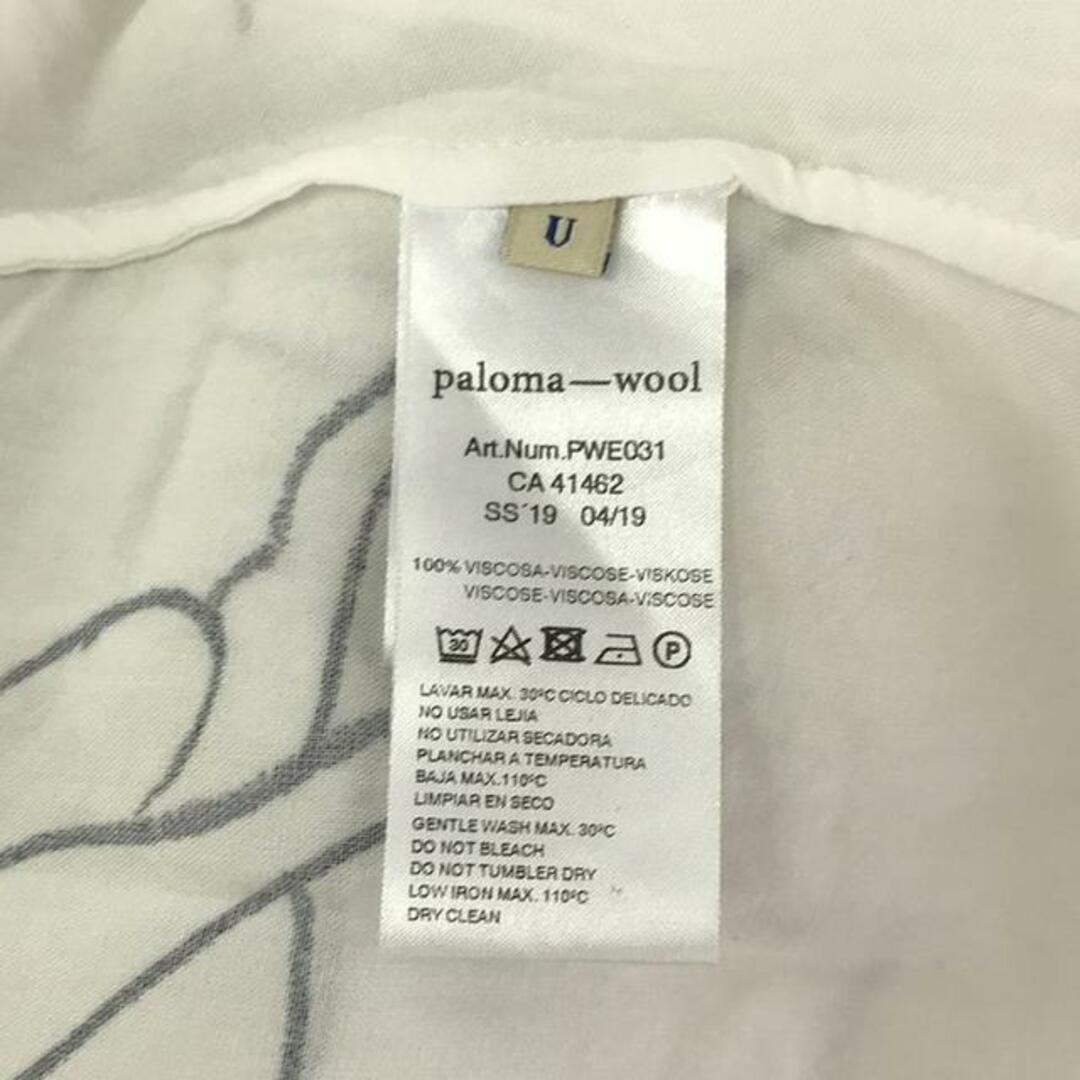 U
paloma—wool
Art.Num.PWE031
CA 41462
SS´19 04/19
100% VISCOSA-VISCOSE-VISKOSE
VISCOSE-VISCOSA-VISCOSE
30 P
LAVAR MAX. 30ºC CICLO DELICADO
NO USAR LEJIA
NO UTILIZAR SECADORA
PLANCHAR A TEMPERATURA
BAJA MAX.110ºC
LIMPIAR EN SECO
GENTLE WASH MAX. 30ºC
DO NOT BLEACH
DO NOT TUMBLER DRY
LOW IRON MAX. 110ºC
DRY CLEAN